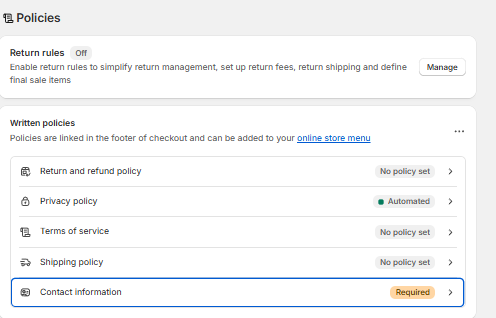 Policies
Return rules Off
Enable return rules to simplify return management, set up return fees, return shipping and define
final sale items
Manage
Written policies
Policies are linked in the footer of checkout and can be added to your online store menu
Return and refund policy No policy set
Privacy policy Automated
Terms of service No policy set
Shipping policy No policy set
Contact information Required